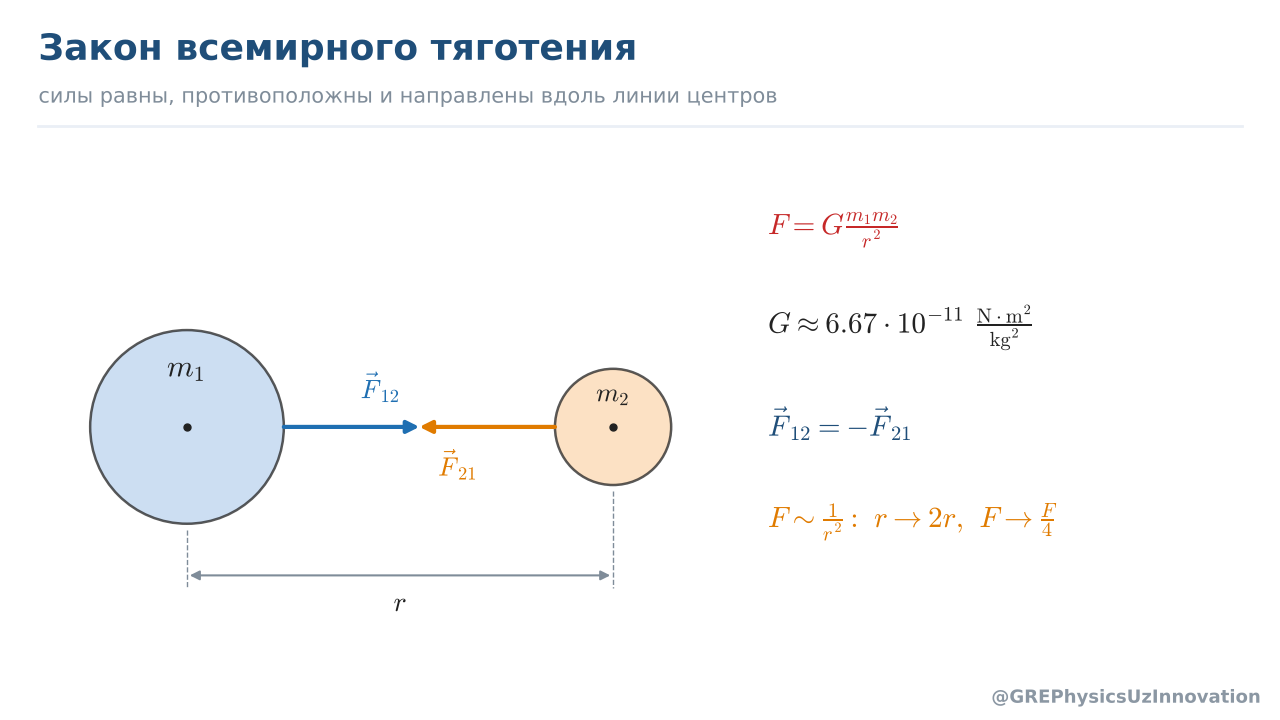 Закон всемирного тяготения
силы равны, противоположны и направлены вдоль линии центров
F = G m₁m₂/r²
G ≈ 6.67 · 10⁻¹¹ N · m²/kg²
m₁
F⃗₁₂
m₂
F⃗₁₂ = −F⃗₂₁
F⃗₂₁
F ~ 1/r² : r → 2r, F → F/4
r
@GREPhysicsUzInnovation